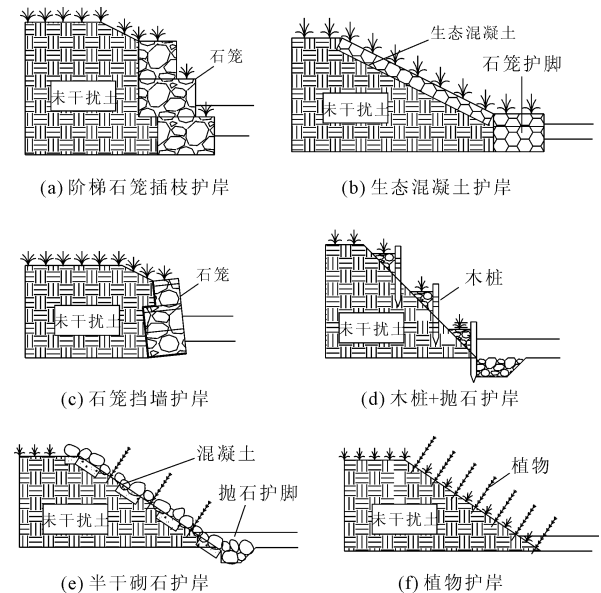 石笼
未干扰土
(a)阶梯石笼插枝护岸
生态混凝土
石笼护脚
未干扰土
(b)生态混凝土护岸
石笼
未干扰土
(c)石笼挡墙护岸
木桩
未干扰土
(d)木桩+抛石护岸
混凝土
抛石护脚
未干扰土
(e)半干砌石护岸
植物
未干扰土
(f)植物护岸